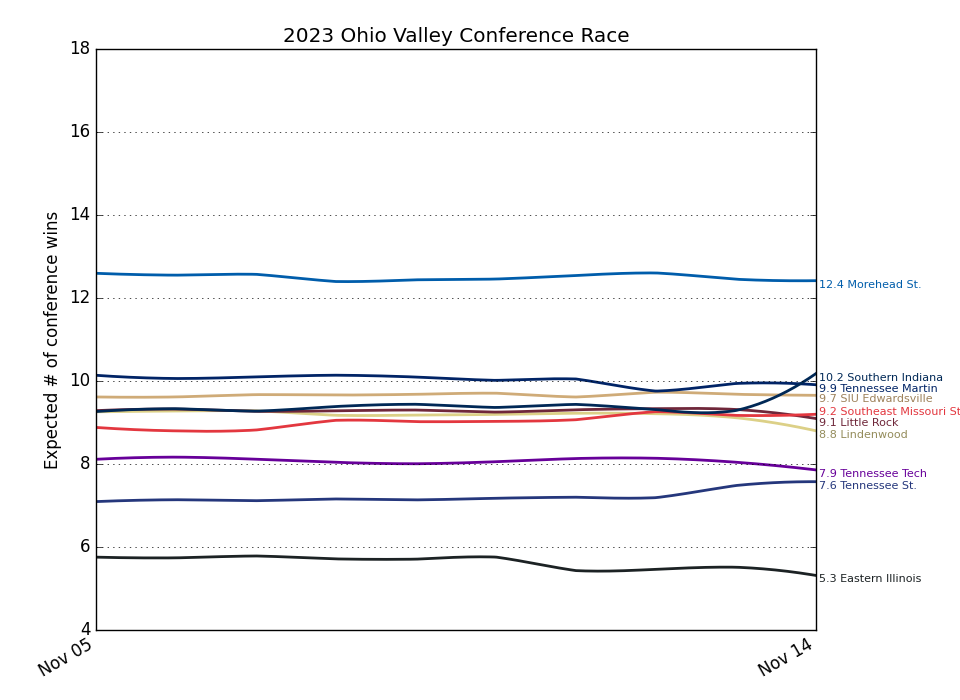 2023 Ohio Valley Conference Race
Expected # of conference wins
18
16
14
12
10
8
6
4
12.4 Morehead St.
10.2 Southern Indiana
9.9 Tennessee Martin
9.7 SIU Edwardsville
9.2 Southeast Missouri St
9.1 Little Rock
8.8 Lindenwood
7.9 Tennessee Tech
7.6 Tennessee St.
5.3 Eastern Illinois
Nov 05
Nov 14